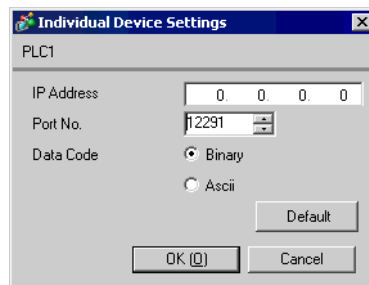 Individual Device Settings
PLC1
IP Address 0. 0. 0. 0
Port No. 12291
Data Code Binary
Ascii
Default
OK (O) Cancel